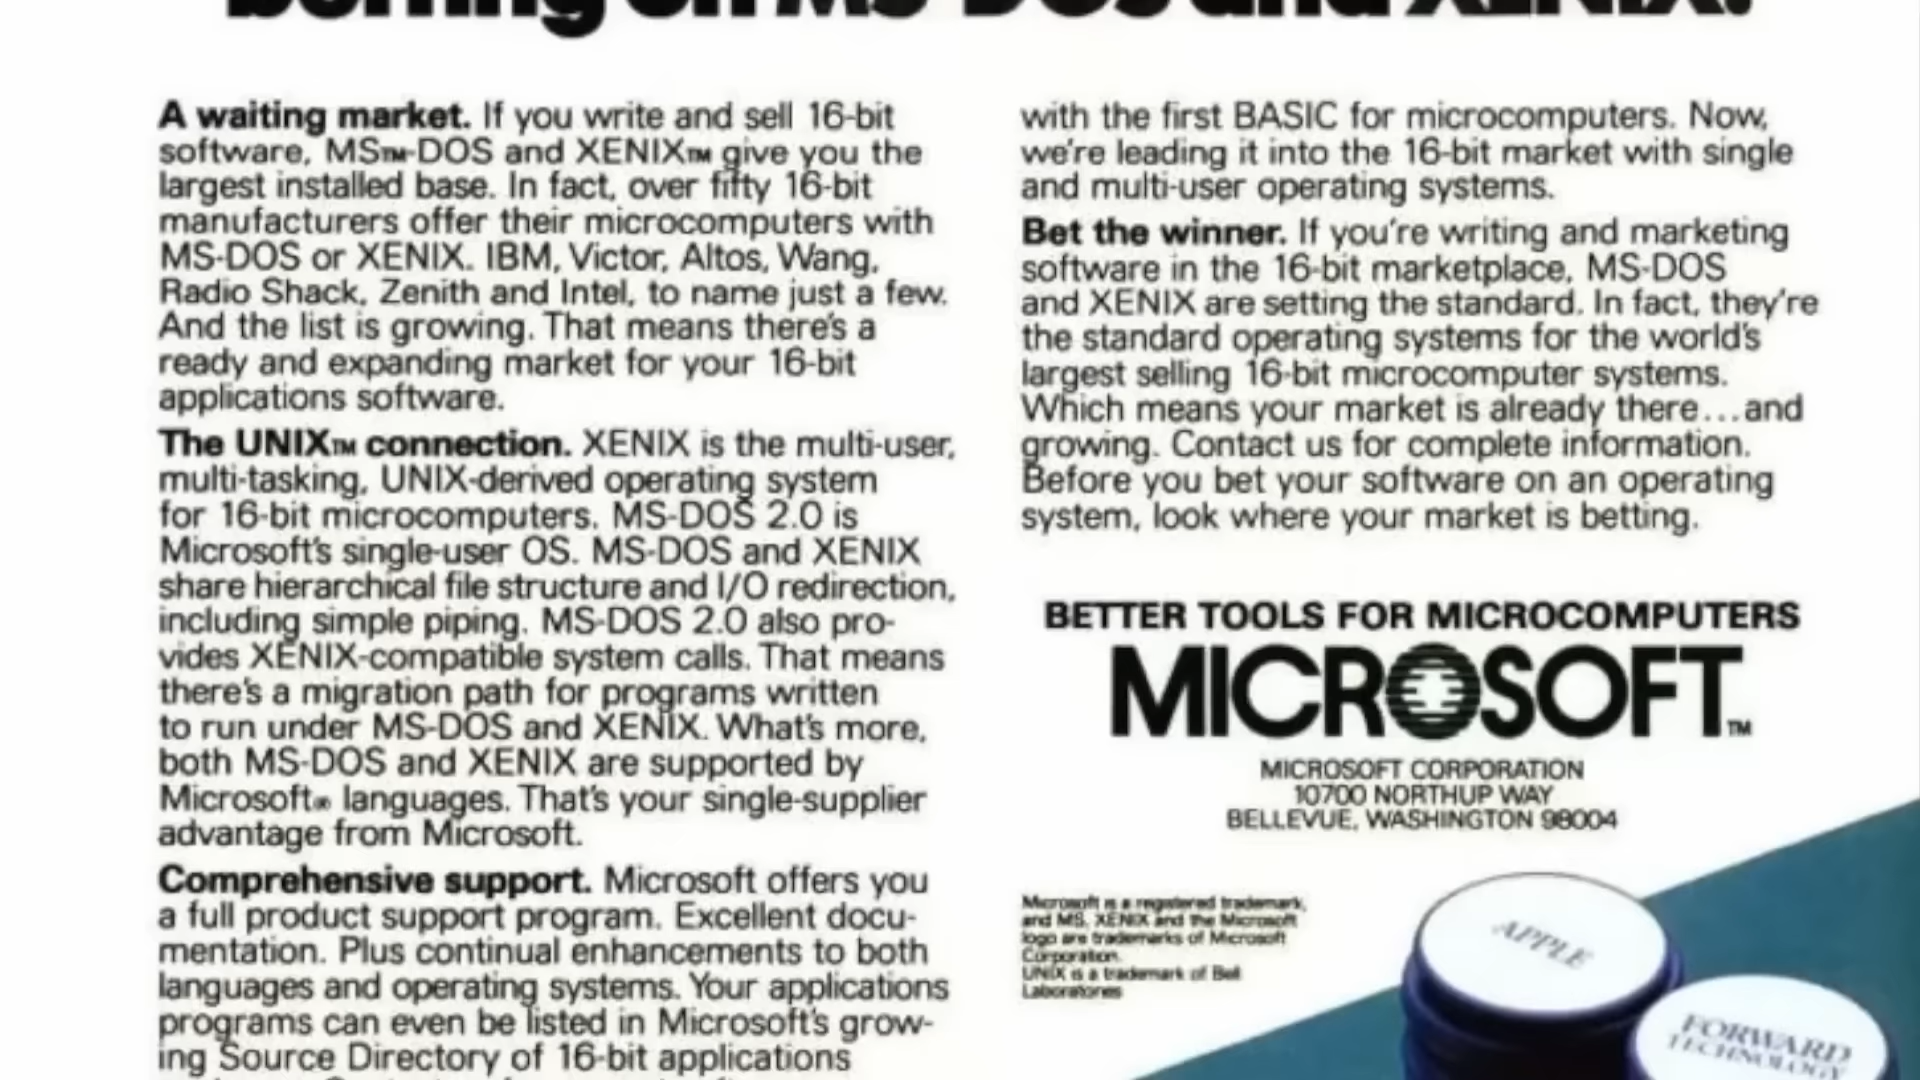 betting on MS-DOS and XENIX.
A waiting market. If you write and sell 16-bit
software, MS™-DOS and XENIX™ give you the
largest installed base. In fact, over fifty 16-bit
manufacturers offer their microcomputers with
MS-DOS or XENIX. IBM, Victor, Altos, Wang,
Radio Shack, Zenith and Intel, to name just a few.
And the list is growing. That means there's a
ready and expanding market for your 16-bit
applications software.
The UNIX™ connection. XENIX is the multi-user,
multi-tasking, UNIX-derived operating system
for 16-bit microcomputers. MS-DOS 2.0 is
Microsoft's single-user OS. MS-DOS and XENIX
share hierarchical file structure and I/O redirection,
including simple piping. MS-DOS 2.0 also pro-
vides XENIX-compatible system calls. That means
there's a migration path for programs written
to run under MS-DOS and XENIX. What's more,
both MS-DOS and XENIX are supported by
Microsoft® languages. That's your single-supplier
advantage from Microsoft.
Comprehensive support. Microsoft offers you
a full product support program. Excellent docu-
mentation. Plus continual enhancements to both
languages and operating systems. Your applications
programs can even be listed in Microsoft's grow-
ing Source Directory of 16-bit applications
with the first BASIC for microcomputers. Now,
we're leading it into the 16-bit market with single
and multi-user operating systems.
Bet the winner. If you're writing and marketing
software in the 16-bit marketplace, MS-DOS
and XENIX are setting the standard. In fact, they're
the standard operating systems for the world's
largest selling 16-bit microcomputer systems.
Which means your market is already there...and
growing. Contact us for complete information.
Before you bet your software on an operating
system, look where your market is betting.
BETTER TOOLS FOR MICROCOMPUTERS
MICROSOFT™
MICROSOFT CORPORATION
10700 NORTHUP WAY
BELLEVUE, WASHINGTON 98004
Microsoft is a registered trademark,
and MS, XENIX and the Microsoft
logo are trademarks of Microsoft
Corporation.
UNIX is a trademark of Bell
Laboratories
APPLE
FORWARD
TECHNOLOGY